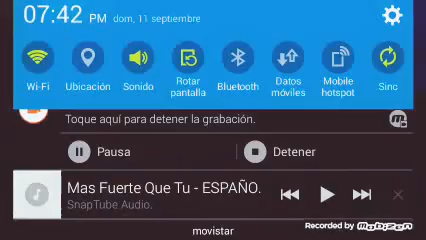 07:42 PM dom, 11 septiembre
Wi-Fi
Ubicación
Sonido
Rotar pantalla
Bluetooth
Datos móviles
Mobile hotspot
Sinc
Toque aquí para detener la grabación.
Pausa
Detener
Mas Fuerte Que Tu - ESPAÑO.
SnapTube Audio.
Recorded by Mobizen
movistar